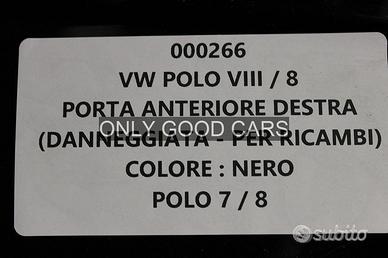 000266
VW POLO VIII / 8
PORTA ANTERIORE DESTRA
ONLY GOOD CARS
(DANNEGGIATA - PER RICAMBI)
COLORE : NERO
POLO 7 / 8
subito